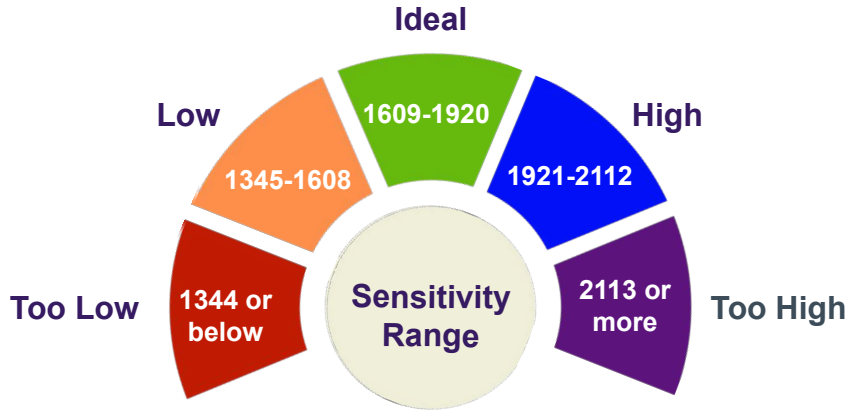 Ideal
Low
High
1609-1920
1345-1608
1921-2112
Too Low
1344 or
below
Sensitivity
Range
2113 or
more
Too High